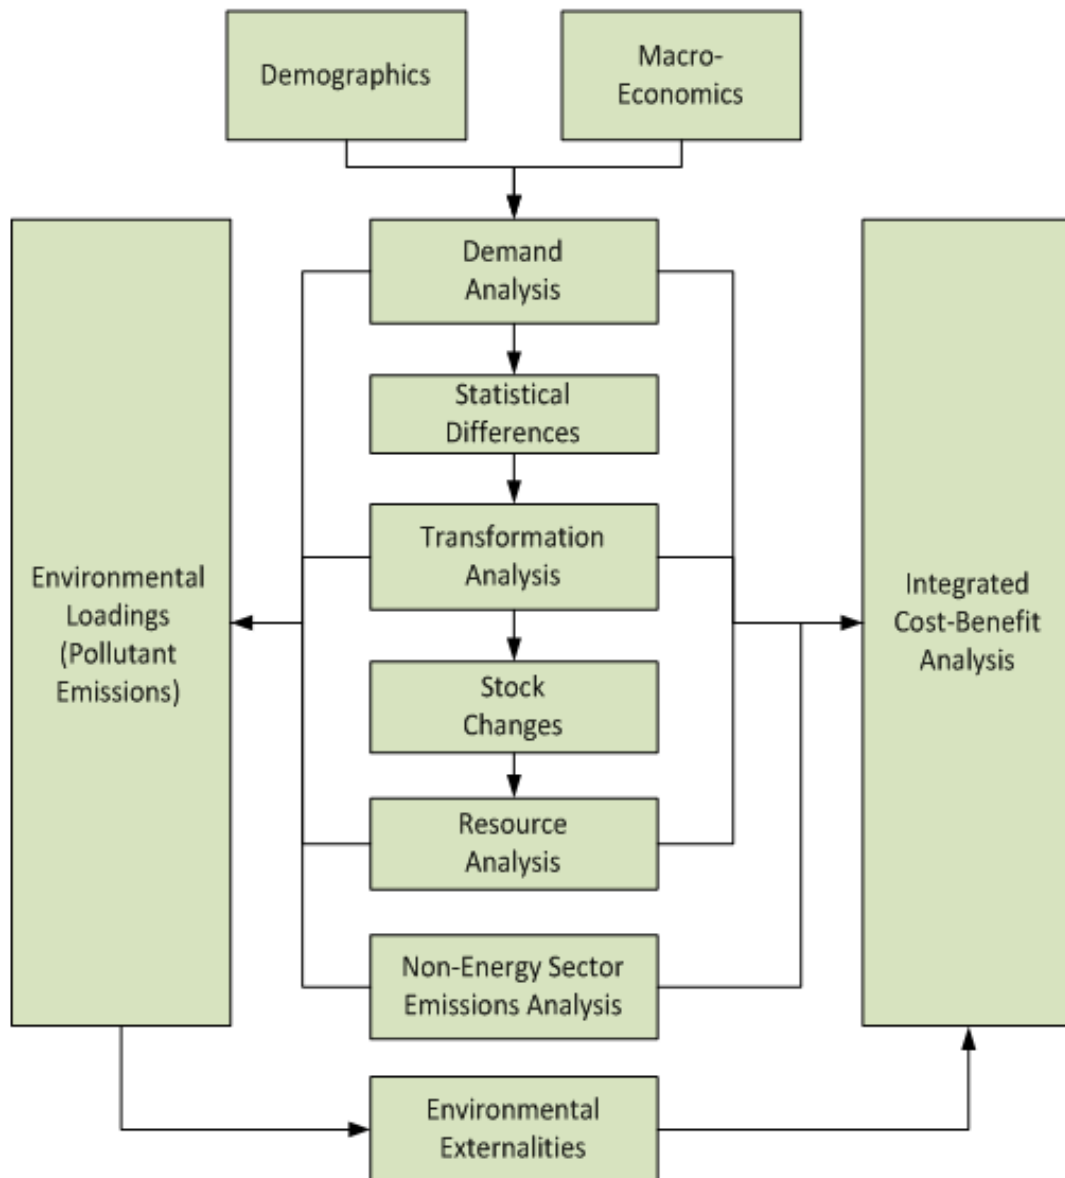 Demographics
Macro-
Economics
Demand
Analysis
Statistical
Differences
Transformation
Analysis
Environmental
Loadings
(Pollutant
Emissions)
Integrated
Cost-Benefit
Analysis
Stock
Changes
Resource
Analysis
Non-Energy Sector
Emissions Analysis
Environmental
Externalities